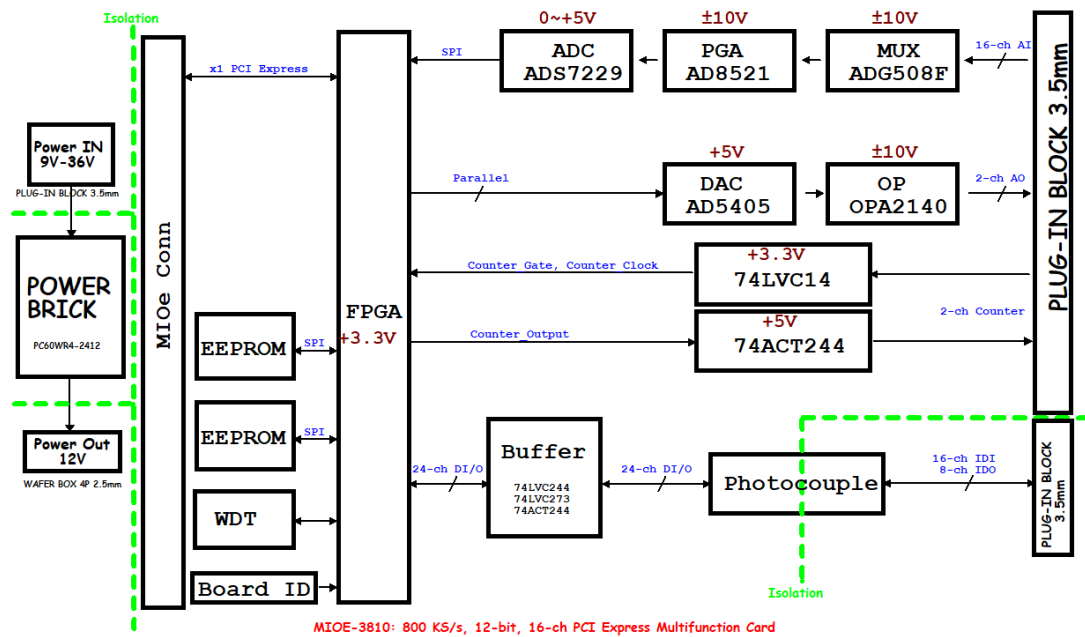 Isolation
Power IN
9V-36V
PLUG-IN BLOCK 3.5mm
POWER
BRICK
PC60WR4-2412
Power Out
12V
WAFER BOX 4P 2.5mm
MIOe Conn
x1 PCI Express
EEPROM
SPI
EEPROM
SPI
WDT
Board ID
FPGA
+3.3V
SPI
0~+5V
ADC
ADS7229
±10V
PGA
AD8521
±10V
MUX
ADG508F
16-ch AI
Parallel
+5V
DAC
AD5405
±10V
OP
OPA2140
2-ch AO
Counter Gate, Counter Clock
+3.3V
74LVC14
Counter_Output
+5V
74ACT244
2-ch Counter
PLUG-IN BLOCK 3.5mm
24-ch DI/O
Buffer
74LVC244
74LVC273
74ACT244
24-ch DI/O
Photocouple
16-ch IDI
8-ch IDO
PLUG-IN BLOCK
3.5mm
Isolation
MIOE-3810: 800 KS/s, 12-bit, 16-ch PCI Express Multifunction Card